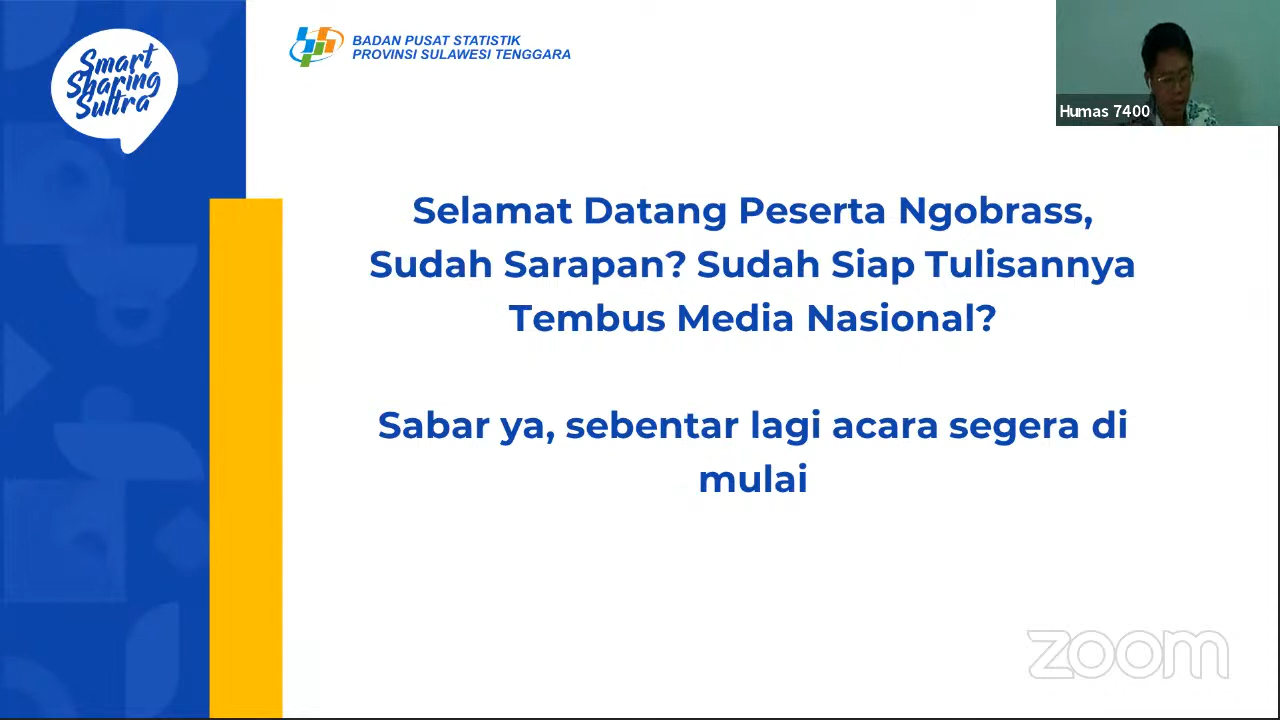 Smart
Sharing
Sultra
BADAN PUSAT STATISTIK
PROVINSI SULAWESI TENGGARA
Humas 7400
Selamat Datang Peserta Ngobrass,
Sudah Sarapan? Sudah Siap Tulisannya
Tembus Media Nasional?
Sabar ya, sebentar lagi acara segera di
mulai
zoom